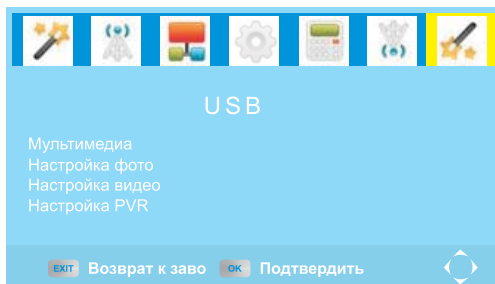 USB
Мультимедиа
Настройка фото
Настройка видео
Настройка PVR
EXIT Возврат к заво OK Подтвердить